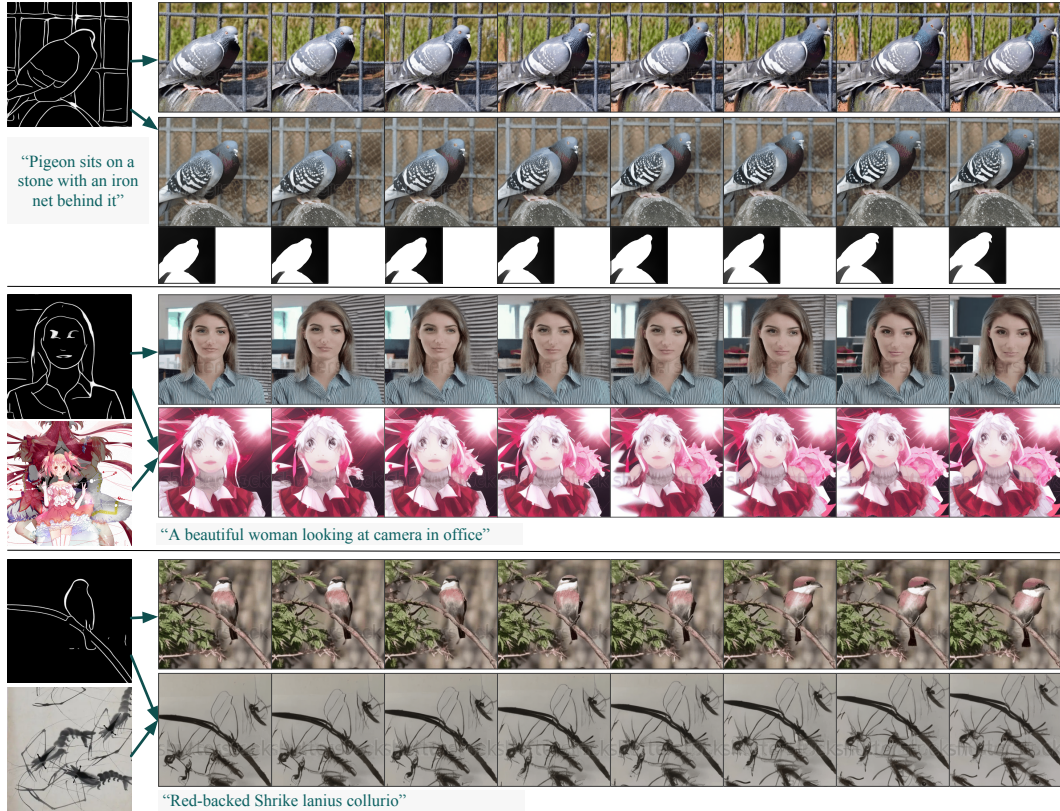 “Pigeon sits on a
stone with an iron
net behind it”
“A beautiful woman looking at camera in office”
“Red-backed Shrike lanius collurio”